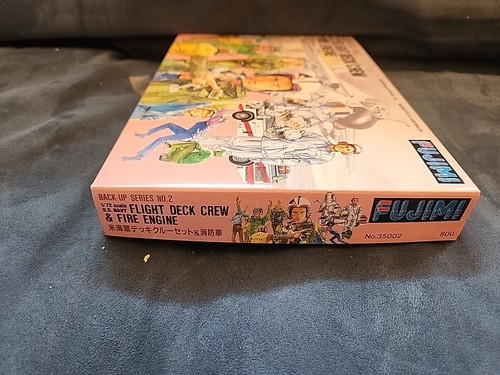 BACK-UP SERIES NO.2
1/72 scale
U.S. NAVY FLIGHT DECK CREW
& FIRE ENGINE
米海軍デッキクルーセット&消防車
FUJIMI
No.35002
800
FUJIMI